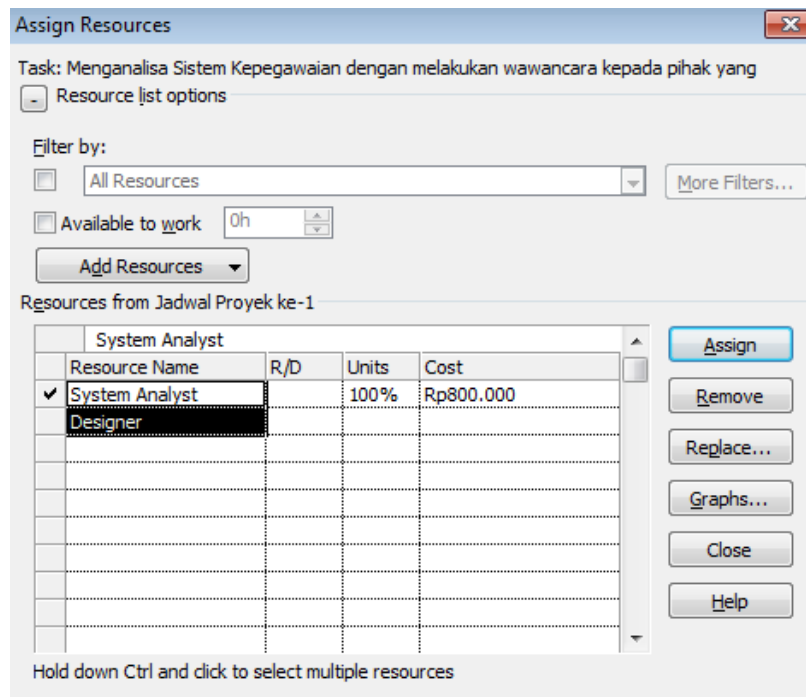 Assign Resources
Task: Menganalisa Sistem Kepegawaian dengan melakukan wawancara kepada pihak yang
- Resource list options
Filter by:
All Resources
More Filters...
Available to work 0h
Add Resources
Resources from Jadwal Proyek ke-1
System Analyst
Assign
Resource Name R/D Units Cost
System Analyst 100% Rp800.000
Remove
Designer
Replace...
Graphs...
Close
Help
Hold down Ctrl and click to select multiple resources